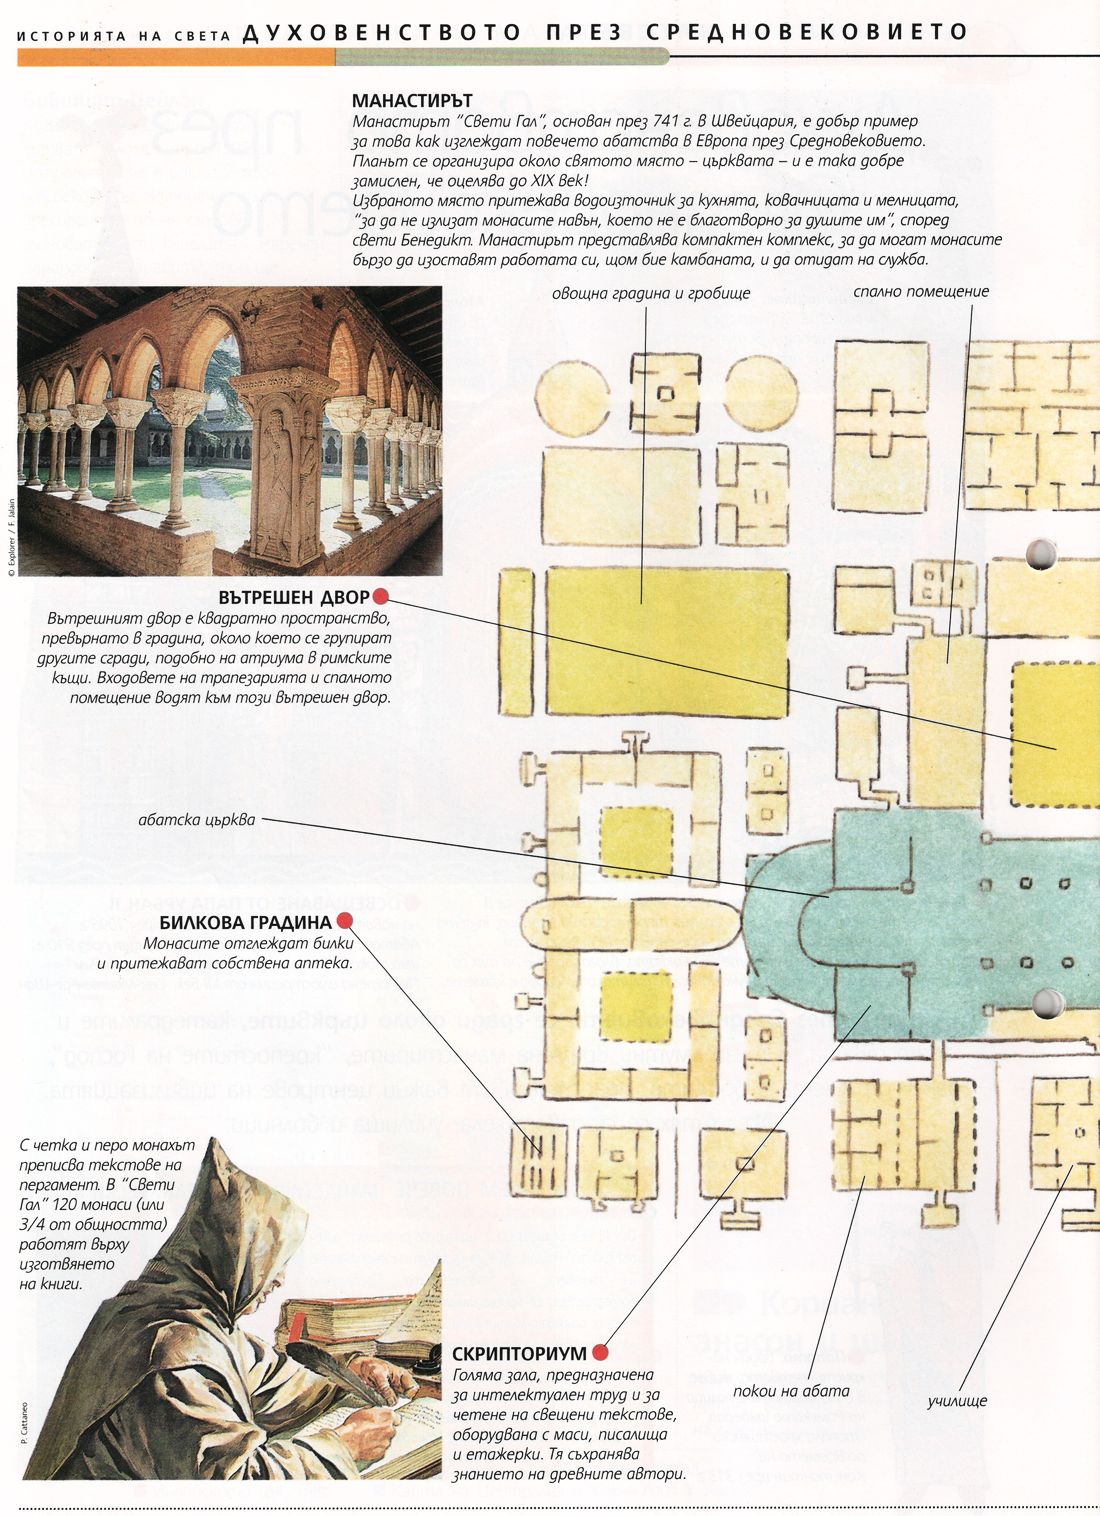 ИСТОРИЯТА НА СВЕТА ДУХОВЕНСТВОТО ПРЕЗ СРЕДНОВЕКОВИЕТО
МАНАСТИРЪТ
Манастирът "Свети Гал", основан през 741 г. в Швейцария, е добър пример
за това как изглеждат повечето абатства в Европа през Средновековието.
Планът се организира около святото място – църквата – и е така добре
замислен, че оцелява до XIX век!
Избраното място притежава водоизточник за кухнята, ковачницата и мелницата,
"за да не излизат монасите навън, което не е благотворно за душите им", според
свети Бенедикт. Манастирът представлява компактен комплекс, за да могат монасите
бързо да изоставят работата си, щом бие камбаната, и да отидат на служба.
овощна градина и гробище
спално помещение
© Explorer / F. Jalain
ВЪТРЕШЕН ДВОР
Вътрешният двор е квадратно пространство,
превърнато в градина, около което се групират
другите сгради, подобно на атриума в римските
къщи. Входовете на трапезарията и спалното
помещение водят към този вътрешен двор.
абатска църква
БИЛКОВА ГРАДИНА
Монасите отглеждат билки
и притежават собствена аптека.
С четка и перо монахът
преписва текстове на
пергамент. В "Свети
Гал" 120 монаси (или
3/4 от общността)
работят върху
изготвянето
на книги.
P. Cattaneo
СКРИПТОРИУМ
Голяма зала, предназначена
за интелектуален труд и за
четене на свещени текстове,
оборудвана с маси, писалища
и етажерки. Тя съхранява
знанието на древните автори.
покои на абата
училище